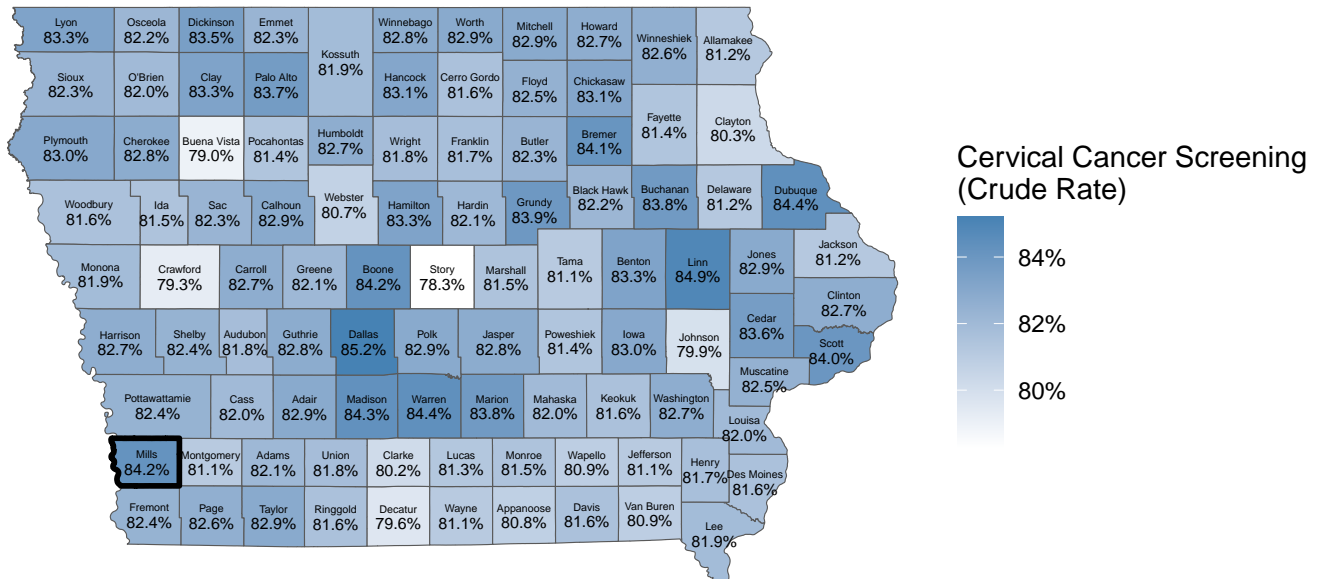 Lyon
83.3%
Osceola
82.2%
Dickinson
83.5%
Emmet
82.3%
Kossuth
81.9%
Winnebago
82.8%
Worth
82.9%
Mitchell
82.9%
Howard
82.7%
Winneshiek
82.6%
Allamakee
81.2%
Sioux
82.3%
O'Brien
82.0%
Clay
83.3%
Palo Alto
83.7%
Hancock
83.1%
Cerro Gordo
81.6%
Floyd
82.5%
Chickasaw
83.1%
Fayette
81.4%
Clayton
80.3%
Plymouth
83.0%
Cherokee
82.8%
Buena Vista
79.0%
Pocahontas
81.4%
Humboldt
82.7%
Wright
81.8%
Franklin
81.7%
Butler
82.3%
Bremer
84.1%
Woodbury
81.6%
Ida
81.5%
Sac
82.3%
Calhoun
82.9%
Webster
80.7%
Hamilton
83.3%
Hardin
82.1%
Grundy
83.9%
Black Hawk
82.2%
Buchanan
83.8%
Delaware
81.2%
Dubuque
84.4%
Monona
81.9%
Crawford
79.3%
Carroll
82.7%
Greene
82.1%
Boone
84.2%
Story
78.3%
Marshall
81.5%
Tama
81.1%
Benton
83.3%
Linn
84.9%
Jones
82.9%
Jackson
81.2%
Clinton
82.7%
Harrison
82.7%
Shelby
82.4%
Audubon
81.8%
Guthrie
82.8%
Dallas
85.2%
Polk
82.9%
Jasper
82.8%
Poweshiek
81.4%
Iowa
83.0%
Johnson
79.9%
Cedar
83.6%
Scott
84.0%
Muscatine
82.5%
Pottawattamie
82.4%
Cass
82.0%
Adair
82.9%
Madison
84.3%
Warren
84.4%
Marion
83.8%
Mahaska
82.0%
Keokuk
81.6%
Washington
82.7%
Louisa
82.0%
Mills
84.2%
Montgomery
81.1%
Adams
82.1%
Union
81.8%
Clarke
80.2%
Lucas
81.3%
Monroe
81.5%
Wapello
80.9%
Jefferson
81.1%
Henry
81.7%
Des Moines
81.6%
Fremont
82.4%
Page
82.6%
Taylor
82.9%
Ringgold
81.6%
Decatur
79.6%
Wayne
81.1%
Appanoose
80.8%
Davis
81.6%
Van Buren
80.9%
Lee
81.9%
Cervical Cancer Screening
(Crude Rate)
84%
82%
80%